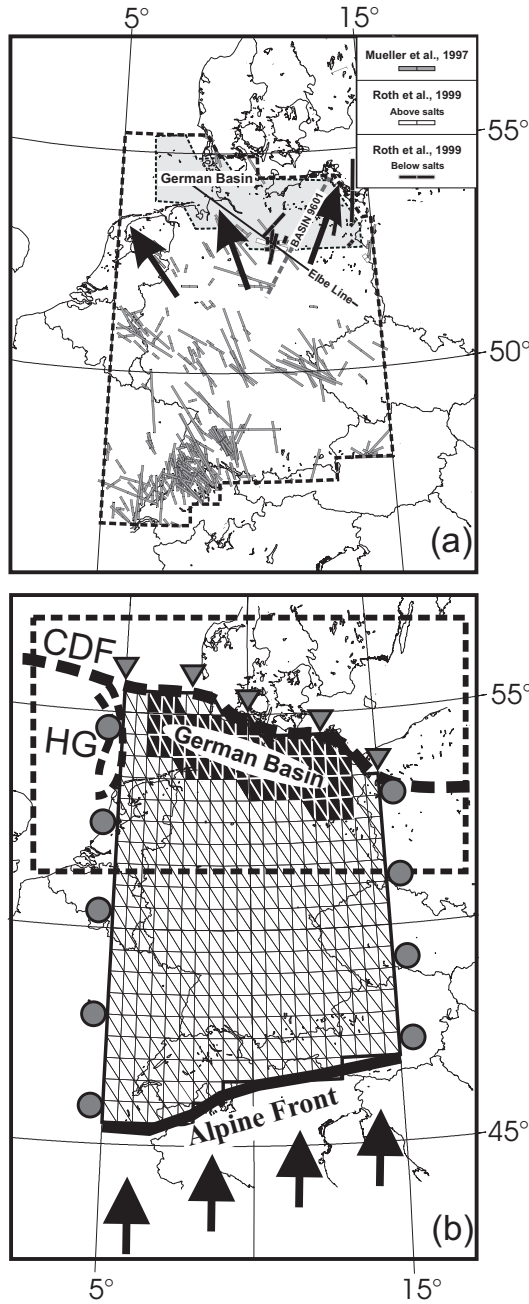 5° 15°
Mueller et al., 1997
Roth et al., 1999
Above salts
Roth et al., 1999
Below salts
55°
German Basin
BASIN 9601
Elbe Line
50°
(a)
CDF
HG
55°
German Basin
Alpine Front
45°
(b)
5° 15°